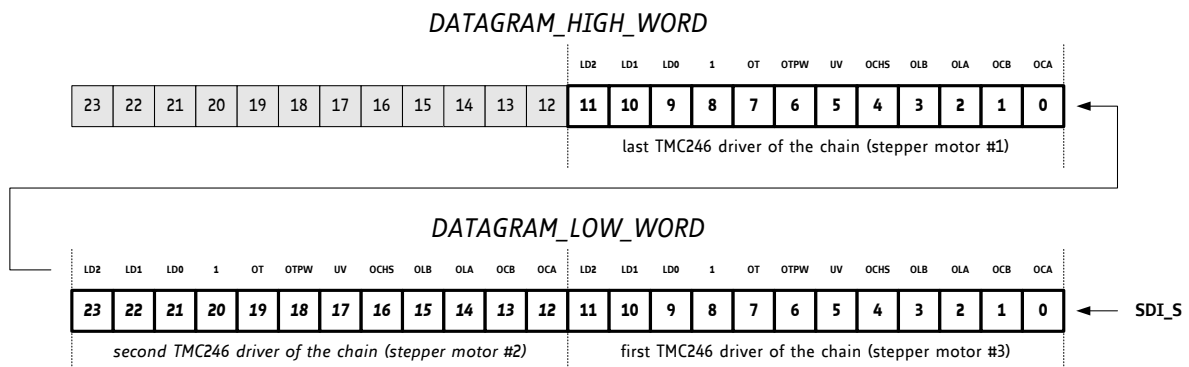 DATAGRAM_HIGH_WORD
LD2 LD1 LD0 1 OT OTPW UV OCHS OLB OLA OCB OCA
23 22 21 20 19 18 17 16 15 14 13 12 11 10 9 8 7 6 5 4 3 2 1 0
last TMC246 driver of the chain (stepper motor #1)
DATAGRAM_LOW_WORD
LD2 LD1 LD0 1 OT OTPW UV OCHS OLB OLA OCB OCA LD2 LD1 LD0 1 OT OTPW UV OCHS OLB OLA OCB OCA
23 22 21 20 19 18 17 16 15 14 13 12 11 10 9 8 7 6 5 4 3 2 1 0 SDI_S
second TMC246 driver of the chain (stepper motor #2) first TMC246 driver of the chain (stepper motor #3)